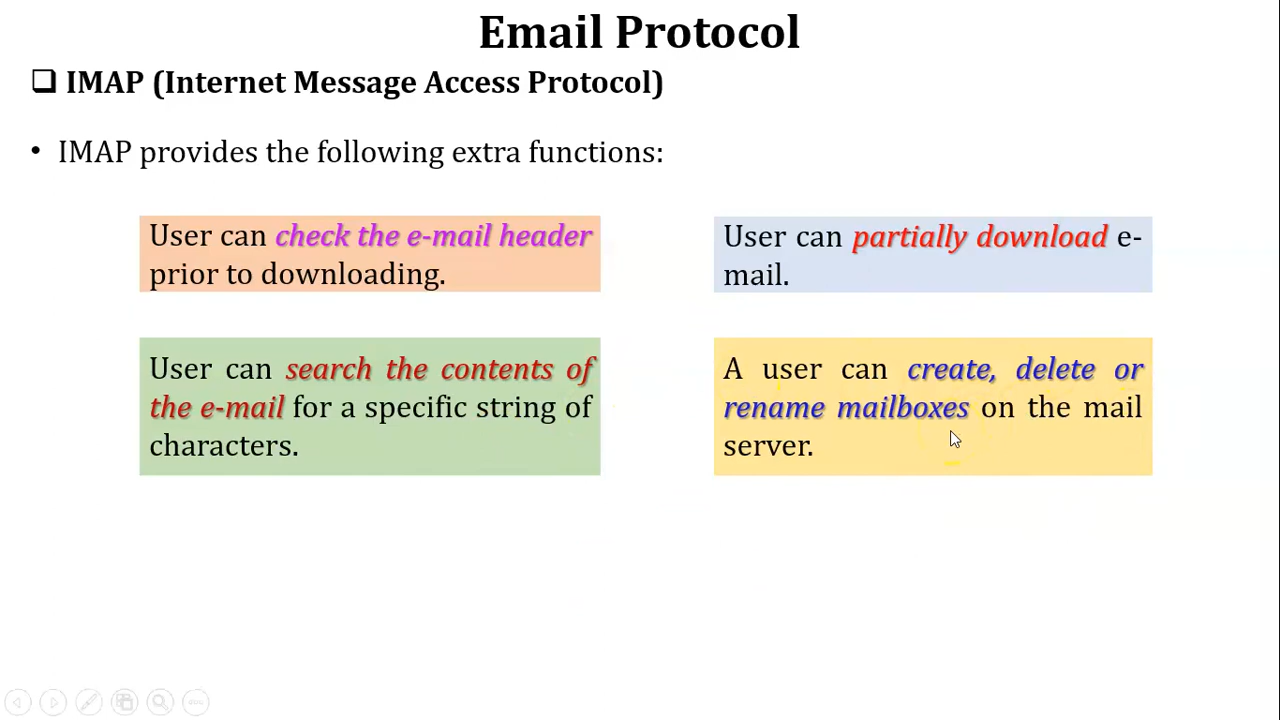 Email Protocol
❑ IMAP (Internet Message Access Protocol)
• IMAP provides the following extra functions:
User can check the e-mail header
prior to downloading.
User can partially download e-
mail.
User can search the contents of
the e-mail for a specific string of
characters.
A user can create, delete or
rename mailboxes on the mail
server.